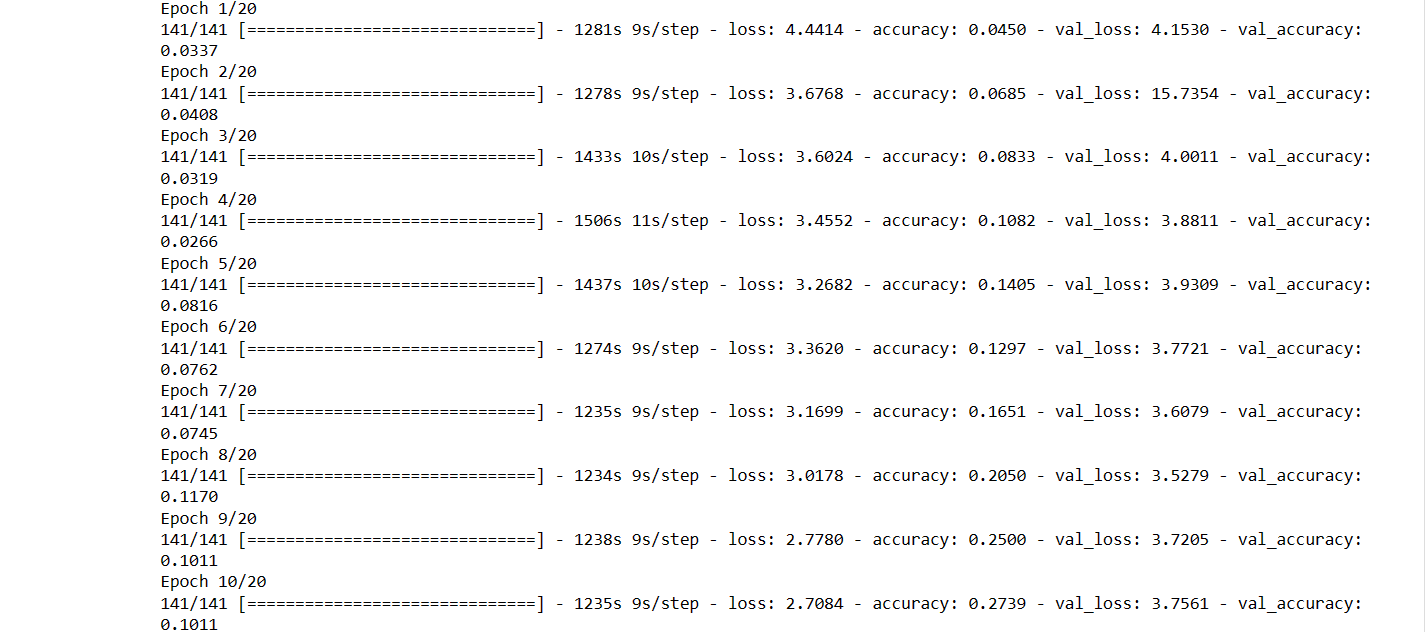 Epoch 1/20
141/141 [==============================] - 1281s 9s/step - loss: 4.4414 - accuracy: 0.0450 - val_loss: 4.1530 - val_accuracy:
0.0337
Epoch 2/20
141/141 [==============================] - 1278s 9s/step - loss: 3.6768 - accuracy: 0.0685 - val_loss: 15.7354 - val_accuracy:
0.0408
Epoch 3/20
141/141 [==============================] - 1433s 10s/step - loss: 3.6024 - accuracy: 0.0833 - val_loss: 4.0011 - val_accuracy:
0.0319
Epoch 4/20
141/141 [==============================] - 1506s 11s/step - loss: 3.4552 - accuracy: 0.1082 - val_loss: 3.8811 - val_accuracy:
0.0266
Epoch 5/20
141/141 [==============================] - 1437s 10s/step - loss: 3.2682 - accuracy: 0.1405 - val_loss: 3.9309 - val_accuracy:
0.0816
Epoch 6/20
141/141 [==============================] - 1274s 9s/step - loss: 3.3620 - accuracy: 0.1297 - val_loss: 3.7721 - val_accuracy:
0.0762
Epoch 7/20
141/141 [==============================] - 1235s 9s/step - loss: 3.1699 - accuracy: 0.1651 - val_loss: 3.6079 - val_accuracy:
0.0745
Epoch 8/20
141/141 [==============================] - 1234s 9s/step - loss: 3.0178 - accuracy: 0.2050 - val_loss: 3.5279 - val_accuracy:
0.1170
Epoch 9/20
141/141 [==============================] - 1238s 9s/step - loss: 2.7780 - accuracy: 0.2500 - val_loss: 3.7205 - val_accuracy:
0.1011
Epoch 10/20
141/141 [==============================] - 1235s 9s/step - loss: 2.7084 - accuracy: 0.2739 - val_loss: 3.7561 - val_accuracy:
0.1011